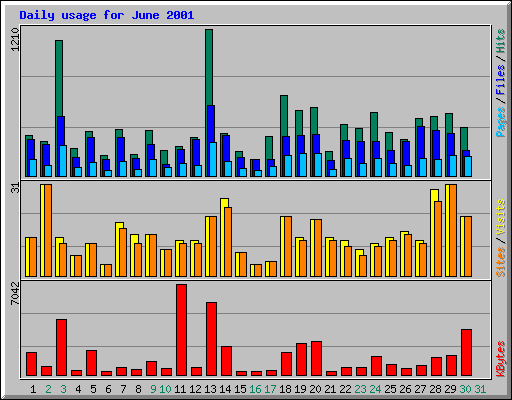 Daily usage for June 2001
1210
Pages / Files / Hits
31
Sites / Visits
7042
KBytes
1 2 3 4 5 6 7 8 9 10 11 12 13 14 15 16 17 18 19 20 21 22 23 24 25 26 27 28 29 30 31